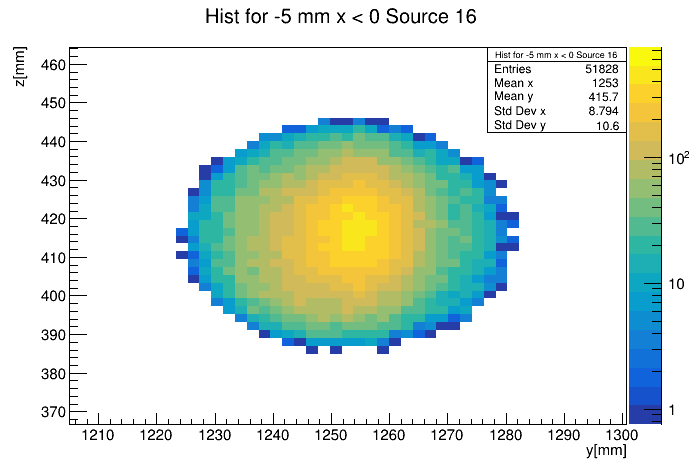 Hist for -5 mm x < 0 Source 16
z[mm]
Hist for -5 mm x < 0 Source 16
Entries 51828
Mean x 1253
Mean y 415.7
Std Dev x 8.794
Std Dev y 10.6
460
450
440
430
420
410
400
390
380
370
1210 1220 1230 1240 1250 1260 1270 1280 1290 1300
y[mm]
10²
10
1